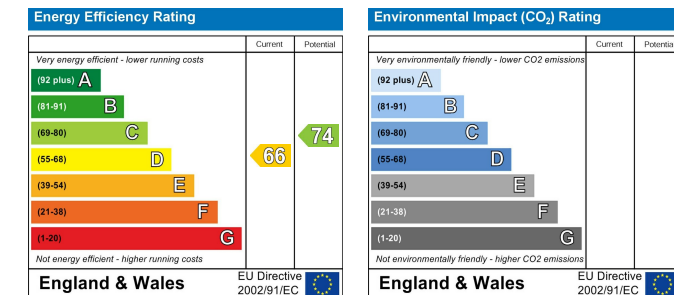 Energy Efficiency Rating
Current Potential
Very energy efficient - lower running costs
(92 plus) A
(81-91) B
(69-80) C
74
(55-68) D
66
(39-54) E
(21-38) F
(1-20) G
Not energy efficient - higher running costs
England & Wales
EU Directive
2002/91/EC
Environmental Impact (CO₂) Rating
Current Potential
Very environmentally friendly - lower CO2 emissions
(92 plus) A
(81-91) B
(69-80) C
(55-68) D
(39-54) E
(21-38) F
(1-20) G
Not environmentally friendly - higher CO2 emissions
England & Wales
EU Directive
2002/91/EC